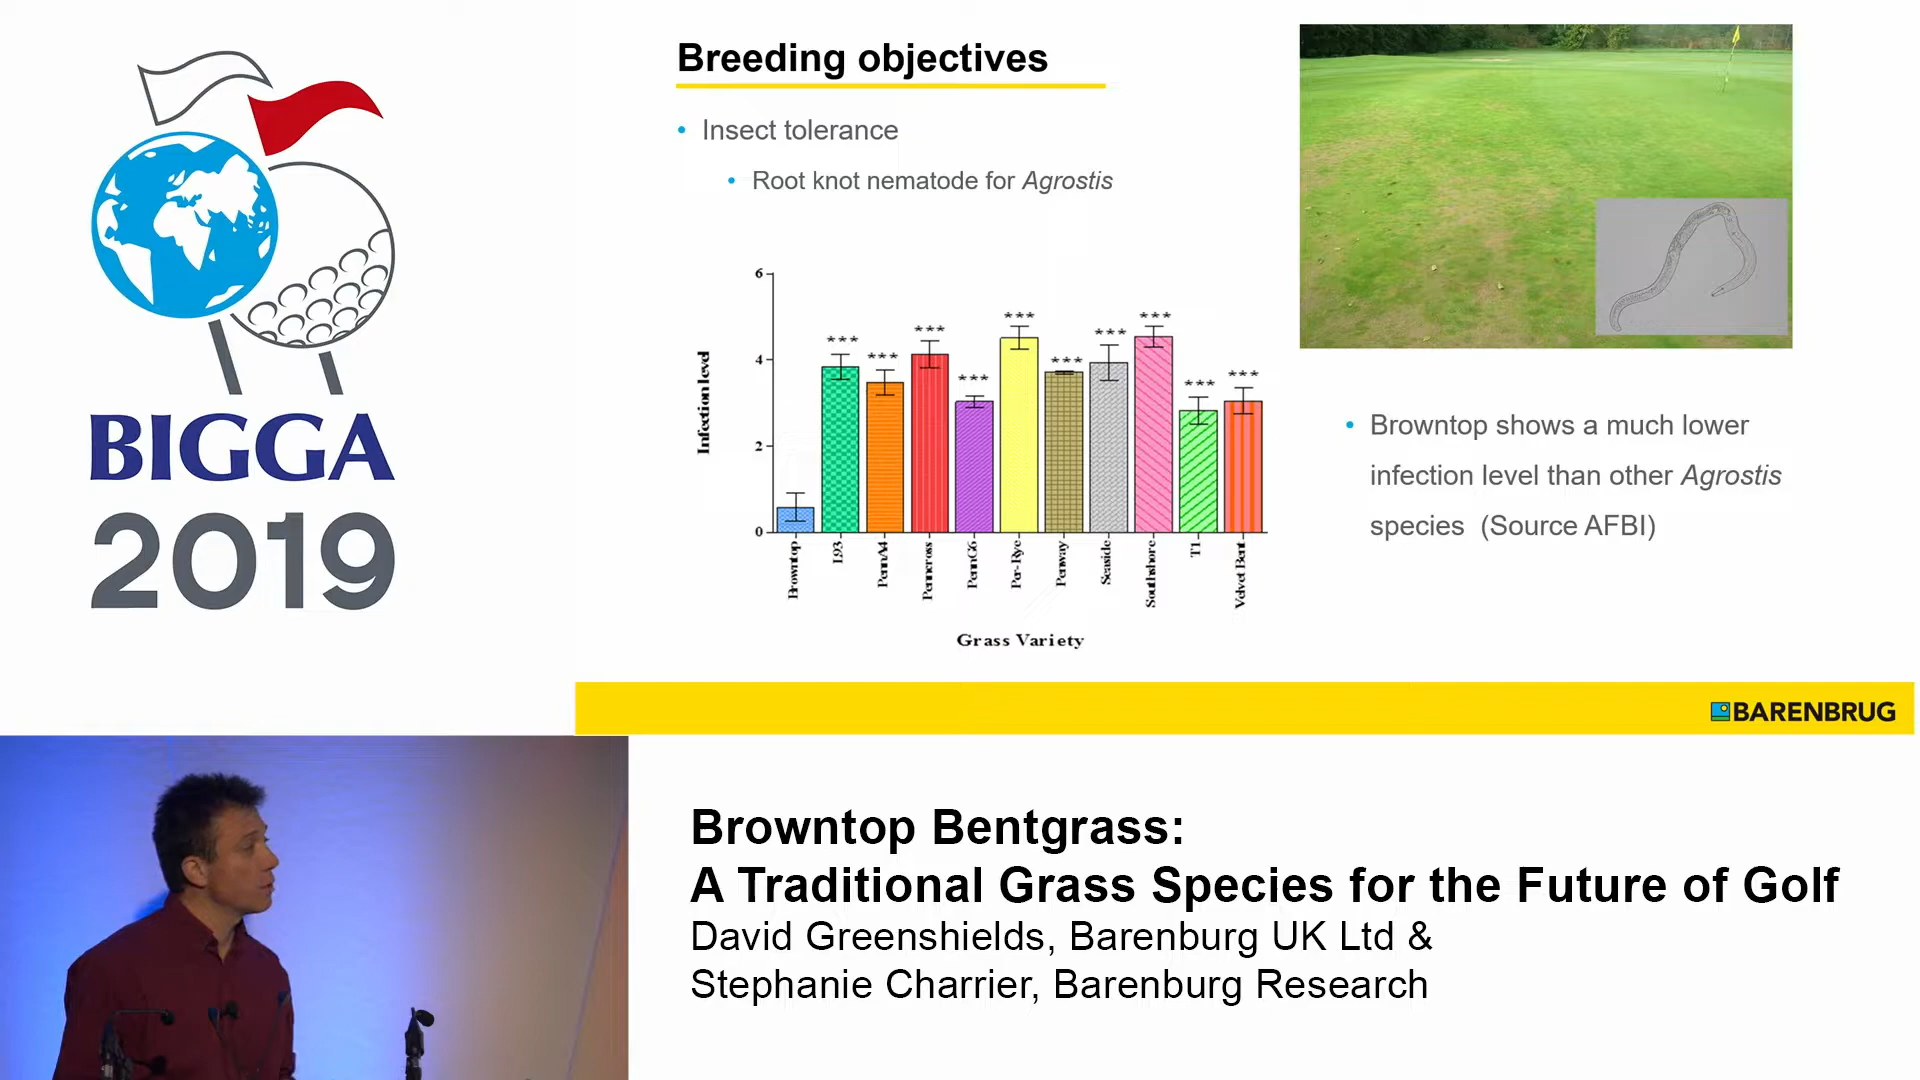 BIGGA
2019
Breeding objectives
• Insect tolerance
• Root knot nematode for Agrostis
6
4
2
0
Infection level
***
***
***
***
***
***
***
***
***
***
Browntop
L93
PennA4
Penncross
PennG6
Per-Rye
Penway
Seaside
Southshore
T1
Velvet Bent
Grass Variety
• Browntop shows a much lower
infection level than other Agrostis
species (Source AFBI)
BARENBRUG
Browntop Bentgrass:
A Traditional Grass Species for the Future of Golf
David Greenshields, Barenburg UK Ltd &
Stephanie Charrier, Barenburg Research